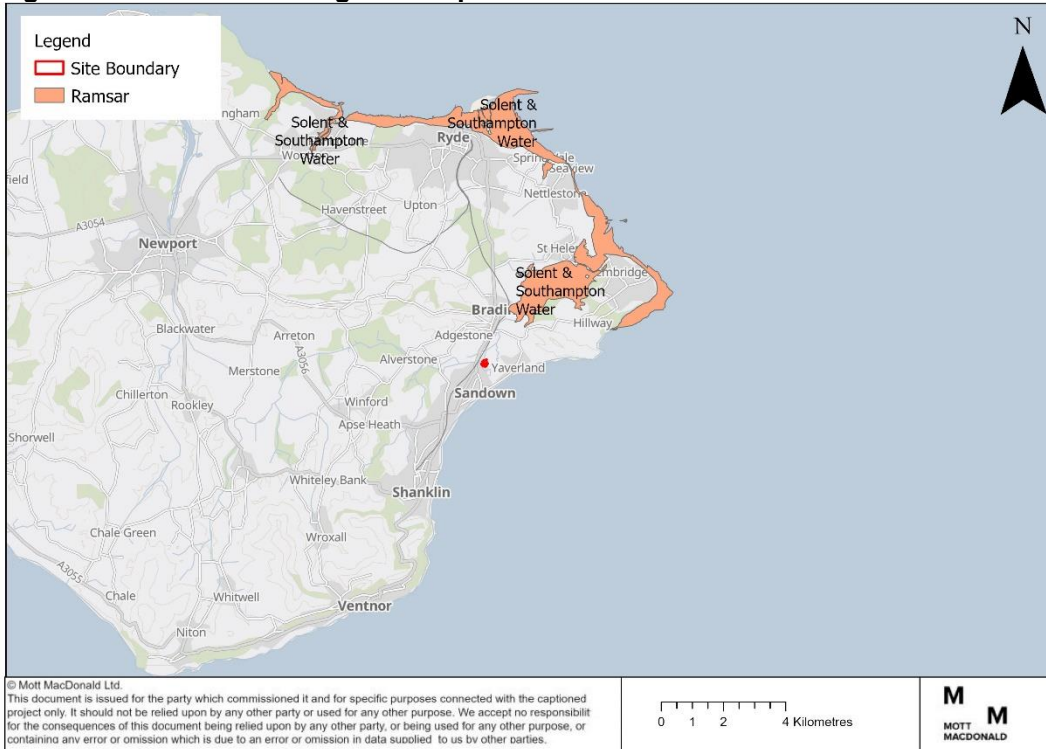 Legend
Site Boundary
Ramsar
N
Solent &
Southampton
Water
Solent &
Southampton
Water
Ryde
Seaview
Nettlestone
Havenstreet
Upton
A3054
Newport
Solent &
Southampton
Water
Hillway
Blackwater
Arreton
Adgestone
A3056
Alverstone
Merstone
Yaverland
Sandown
Chillerton
Rookley
Winford
Apse Heath
Shorwell
Whiteley Bank
Shanklin
Chale Green
Wroxall
A3055
Chale
Whitwell
Ventnor
Niton
© Mott MacDonald Ltd.
This document is issued for the party which commissioned it and for specific purposes connected with the captioned
project only. It should not be relied upon by any other party or used for any other purpose. We accept no responsibilit
for the consequences of this document being relied upon by any other party, or being used for any other purpose, or
containing any error or omission which is due to an error or omission in data supplied to us by other parties.
0 1 2 4 Kilometres
M
M
MOTT
MACDONALD